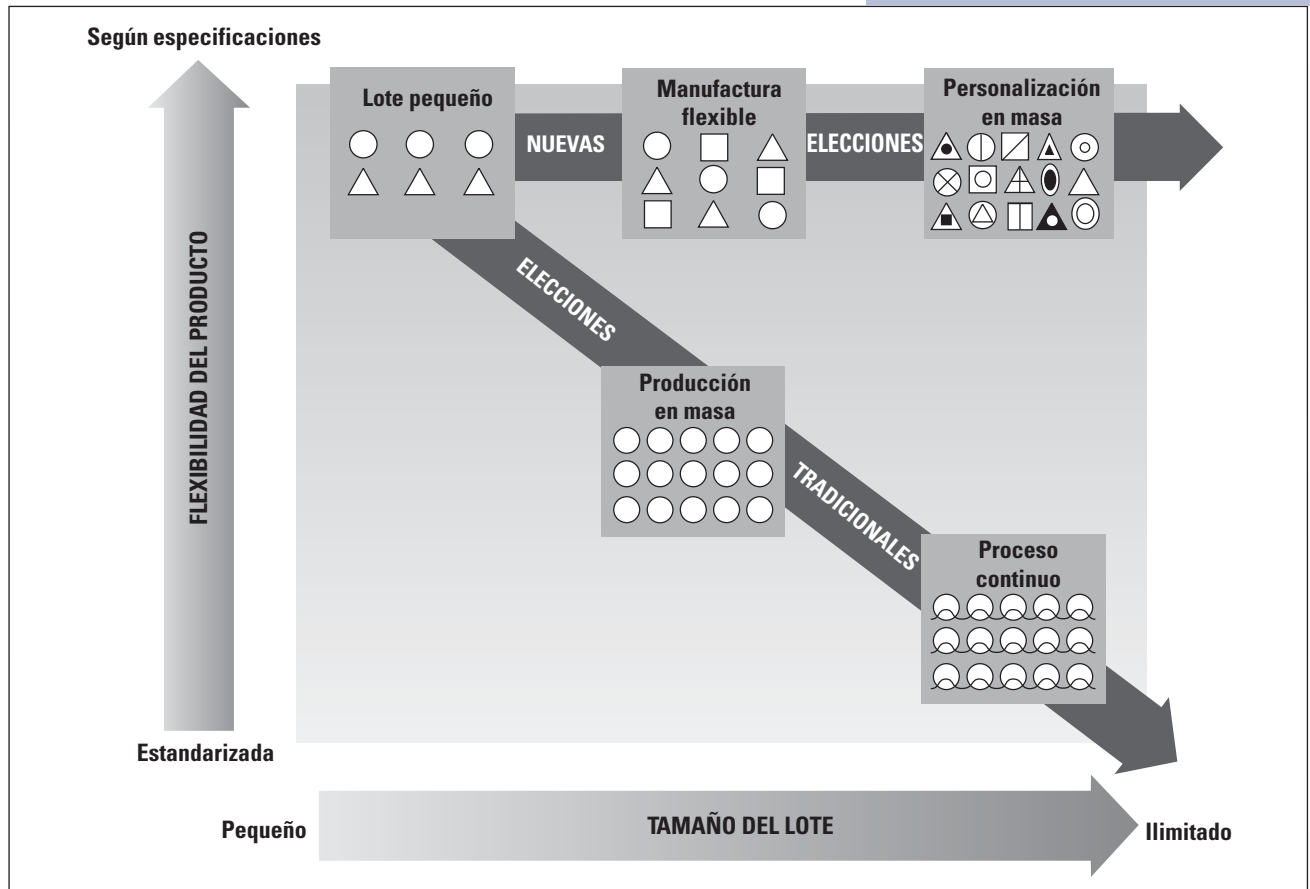 Según especificaciones
Lote pequeño
Manufactura
flexible
Personalización
en masa
NUEVAS
ELECCIONES
FLEXIBILIDAD DEL PRODUCTO
ELECCIONES
Producción
en masa
TRADICIONALES
Proceso
continuo
Estandarizada
Pequeño
TAMAÑO DEL LOTE
Ilimitado